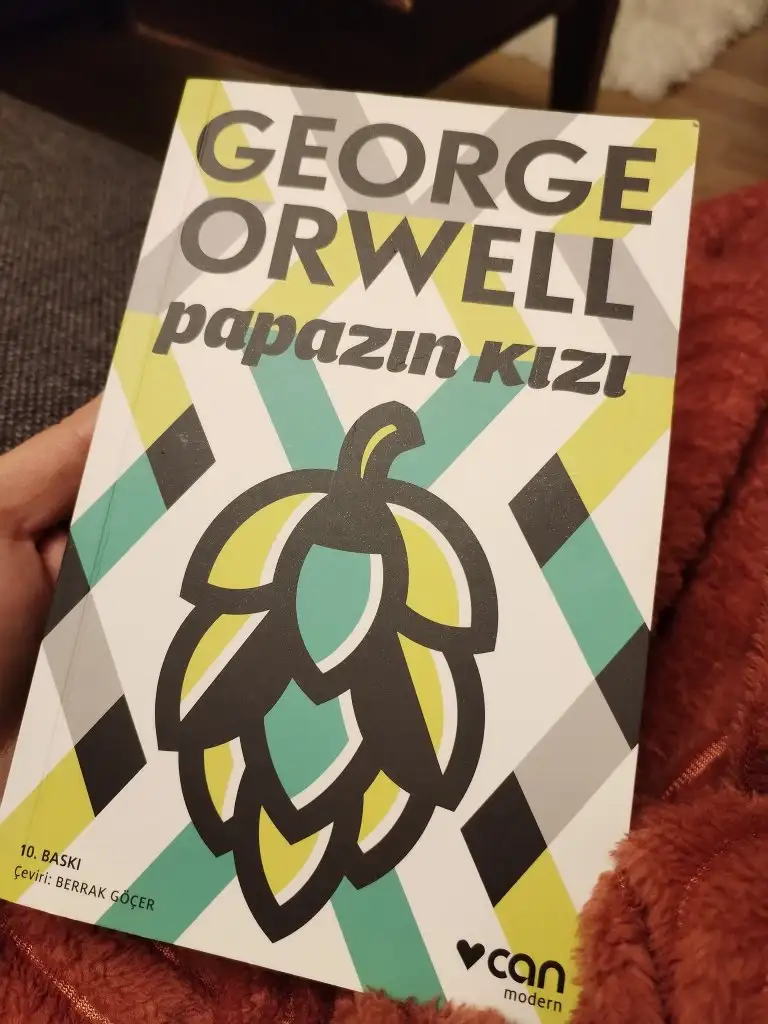 GEORGE
ORWELL
papazın kızı
10. BASKI
Çeviri: BERRAK GÖÇER
can
modern